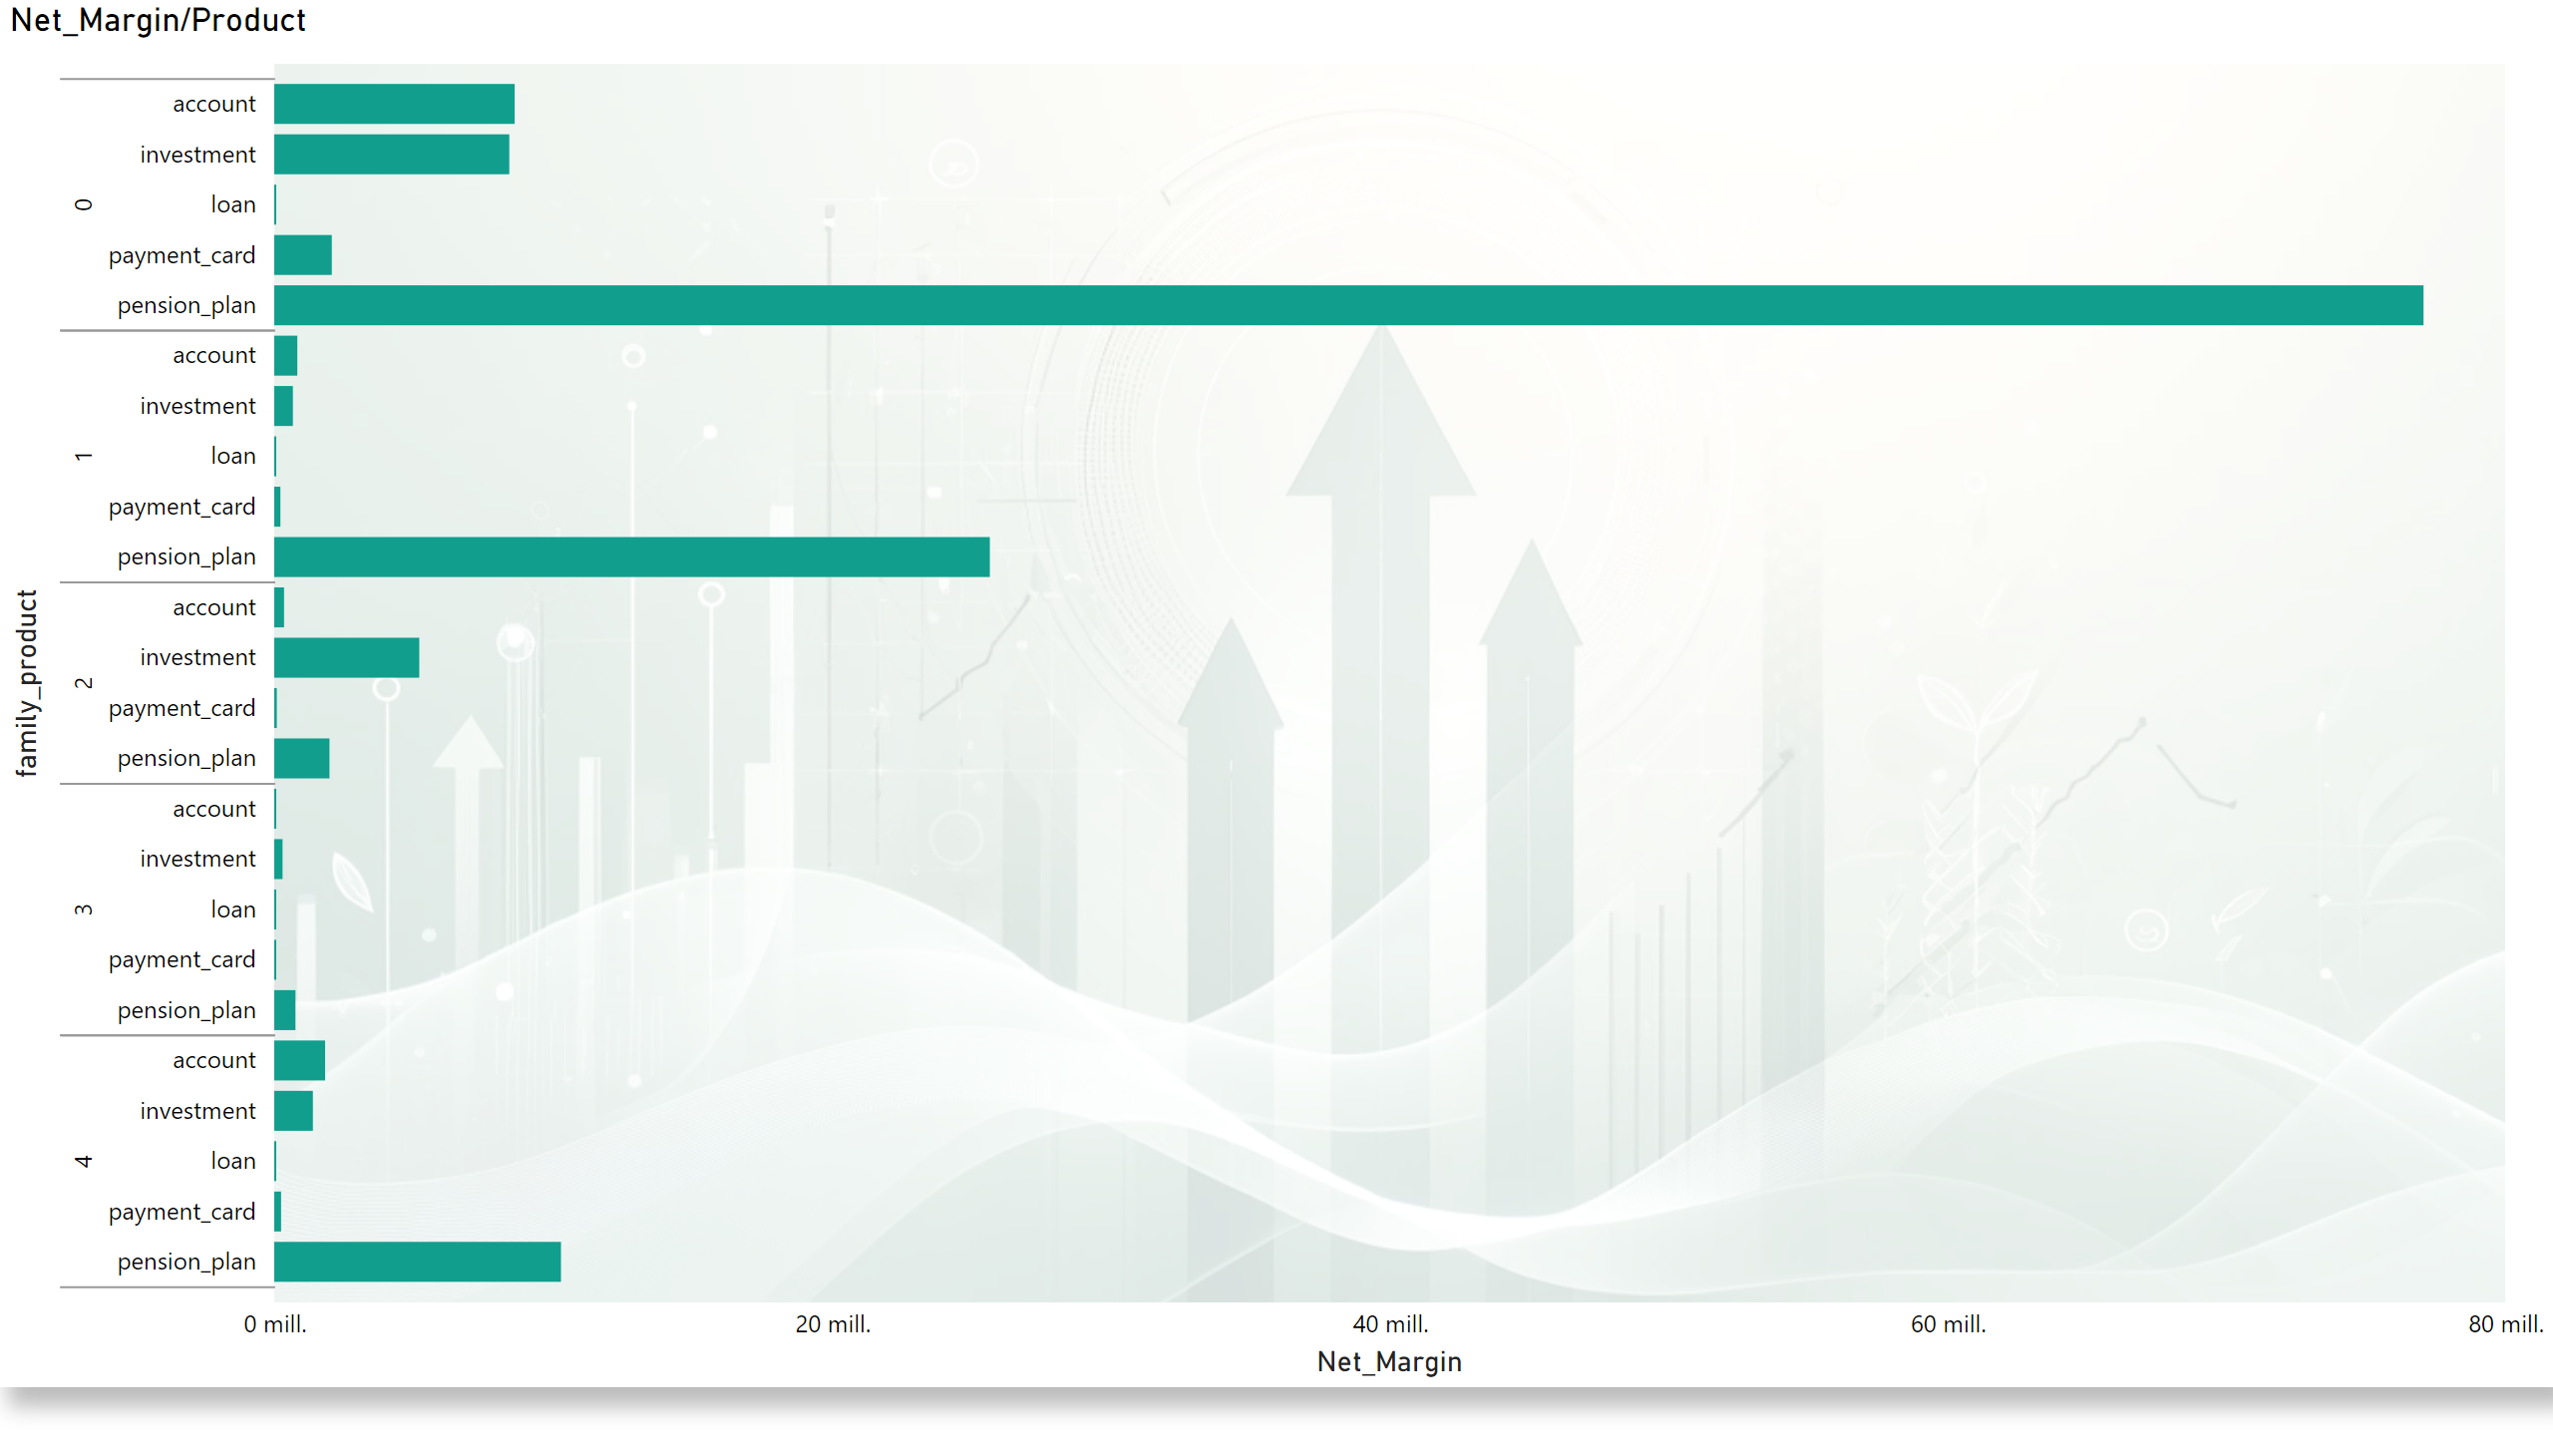 Net_Margin/Product
family_product
0
account
investment
loan
payment_card
pension_plan
1
account
investment
loan
payment_card
pension_plan
2
account
investment
payment_card
pension_plan
3
account
investment
loan
payment_card
pension_plan
4
account
investment
loan
payment_card
pension_plan
0 mill. 20 mill. 40 mill. 60 mill. 80 mill.
Net_Margin